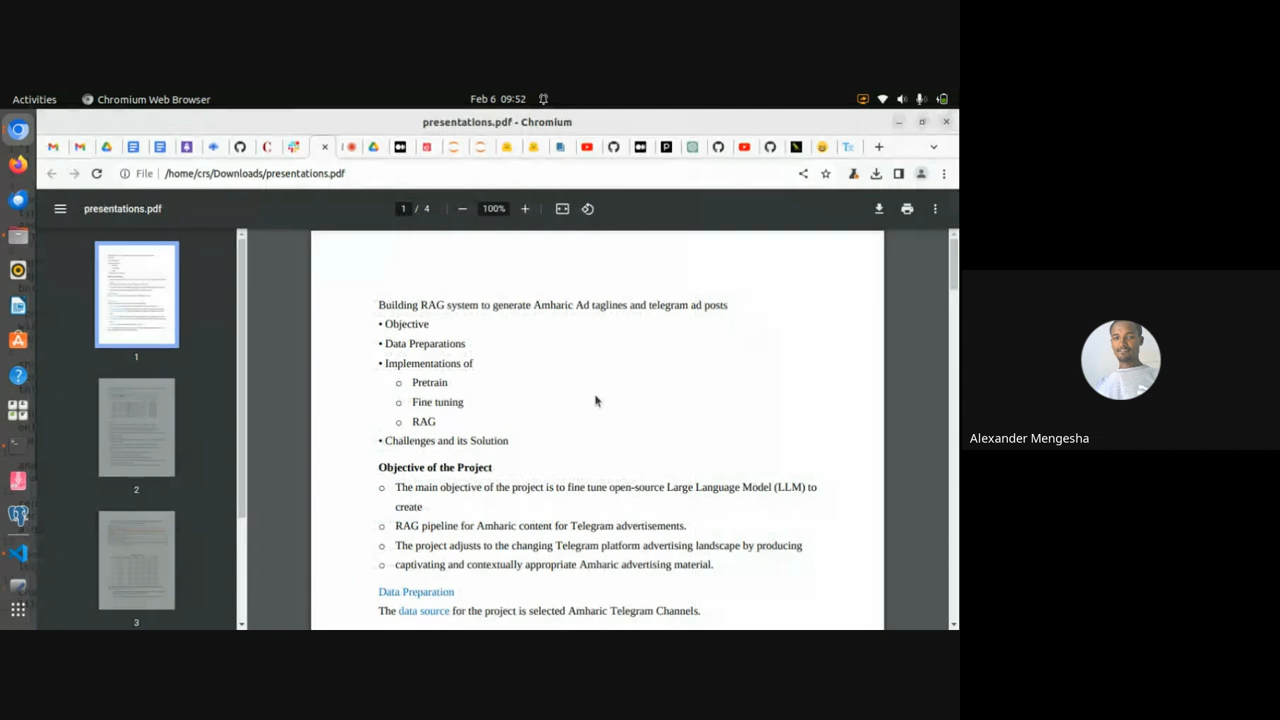 Activities
Chromium Web Browser
Feb 6 09:52
presentations.pdf - Chromium
File
/home/crs/Downloads/presentations.pdf
presentations.pdf
1 / 4
100%
1
2
3
Building RAG system to generate Amharic Ad taglines and telegram ad posts
• Objective
• Data Preparations
• Implementations of
o Pretrain
o Fine tuning
o RAG
• Challenges and its Solution
Objective of the Project
o The main objective of the project is to fine tune open-source Large Language Model (LLM) to
create
o RAG pipeline for Amharic content for Telegram advertisements.
o The project adjusts to the changing Telegram platform advertising landscape by producing
o captivating and contextually appropriate Amharic advertising material.
Data Preparation
The data source for the project is selected Amharic Telegram Channels.
Alexander Mengesha